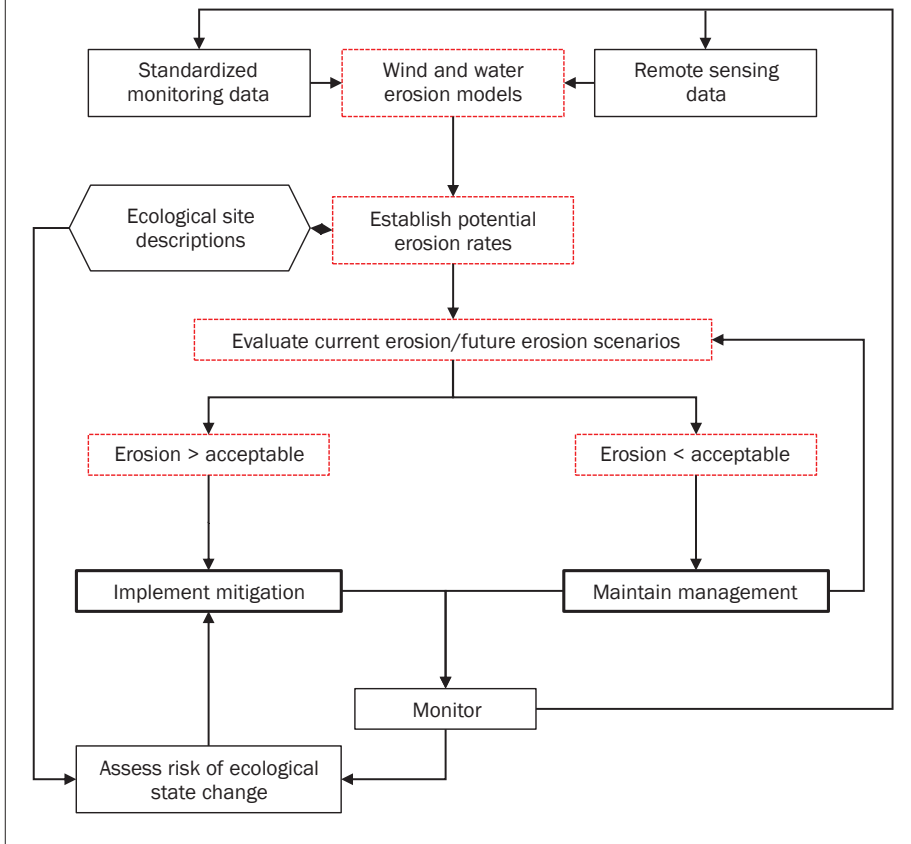 Standardized
monitoring data
Wind and water
erosion models
Remote sensing
data
Ecological site
descriptions
Establish potential
erosion rates
Evaluate current erosion/future erosion scenarios
Erosion > acceptable
Erosion < acceptable
Implement mitigation
Maintain management
Monitor
Assess risk of ecological
state change